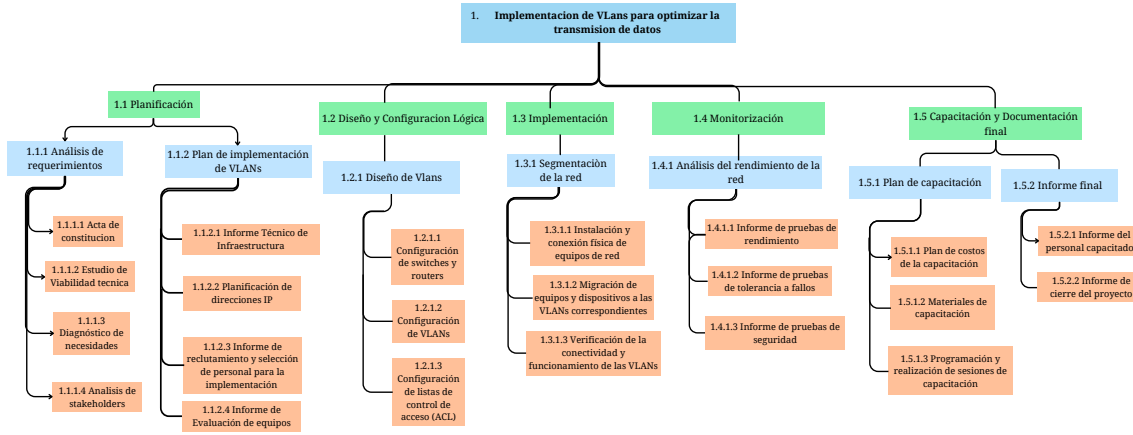 1. Implementacion de VLans para optimizar la
transmision de datos
1.1 Planificación
1.1.1 Análisis de
requerimientos
1.1.1.1 Acta de
constitucion
1.1.1.2 Estudio de
Viabilidad tecnica
1.1.1.3
Diagnóstico de
necesidades
1.1.1.4 Analisis de
stakeholders
1.1.2 Plan de implementación
de VLANs
1.1.2.1 Informe Técnico de
Infraestructura
1.1.2.2 Planificación de
direcciones IP
1.1.2.3 Informe de
reclutamiento y selección
de personal para la
implementación
1.1.2.4 Informe de
Evaluación de equipos
1.2 Diseño y Configuracion Lógica
1.2.1 Diseño de Vlans
1.2.1.1
Configuración
de switches y
routers
1.2.1.2
Configuración
de VLANs
1.2.1.3
Configuración
de listas de
control de
acceso (ACL)
1.3 Implementación
1.3.1 Segmentaciòn
de la red
1.3.1.1 Instalación y
conexión física de
equipos de red
1.3.1.2 Migración de
equipos y dispositivos a las
VLANs correspondientes
1.3.1.3 Verificación de la
conectividad y
funcionamiento de las VLANs
1.4 Monitorización
1.4.1 Análisis del rendimiento de la
red
1.4.1.1 Informe de pruebas de
rendimiento
1.4.1.2 Informe de pruebas
de tolerancia a fallos
1.4.1.3 Informe de pruebas de
seguridad
1.5 Capacitación y Documentación
final
1.5.1 Plan de capacitación
1.5.1.1 Plan de costos
de la capacitación
1.5.1.2 Materiales de
capacitación
1.5.1.3 Programación y
realización de sesiones de
capacitación
1.5.2 Informe final
1.5.2.1 Informe del
personal capacitado
1.5.2.2 Informe de
cierre del proyecto